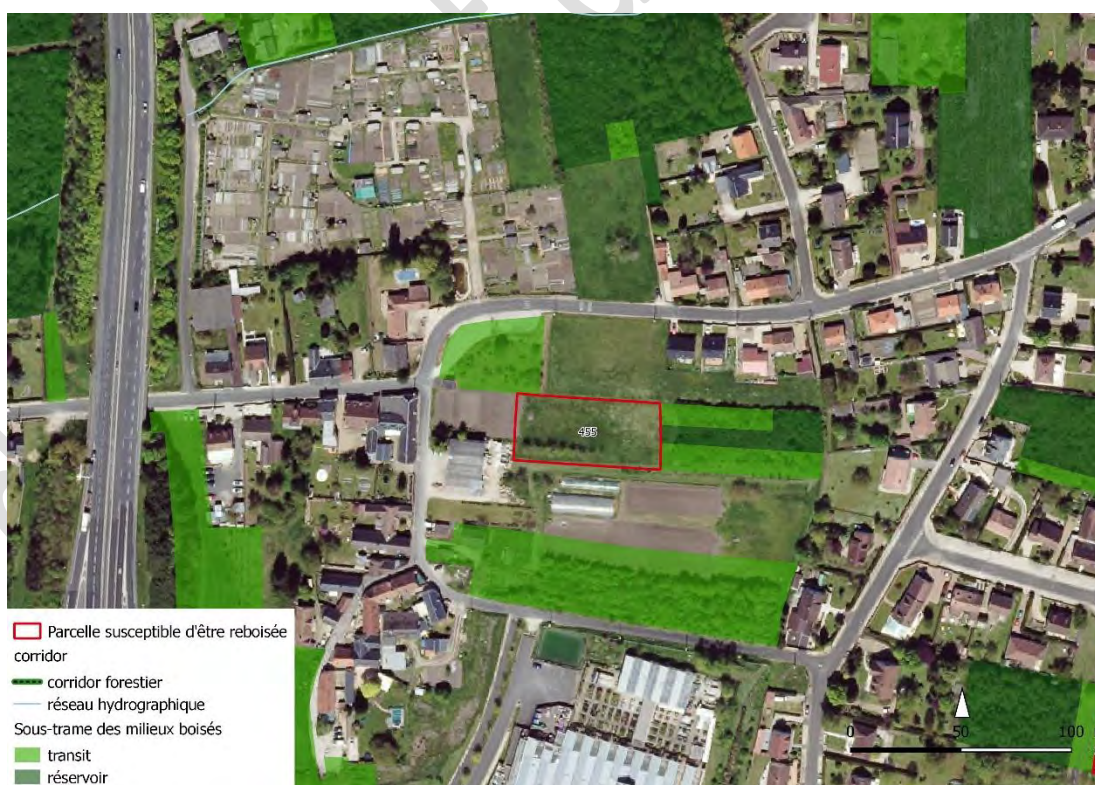 455
Parcelle susceptible d'être reboisée
corridor
corridor forestier
réseau hydrographique
Sous-trame des milieux boisés
transit
réservoir
0 50 100